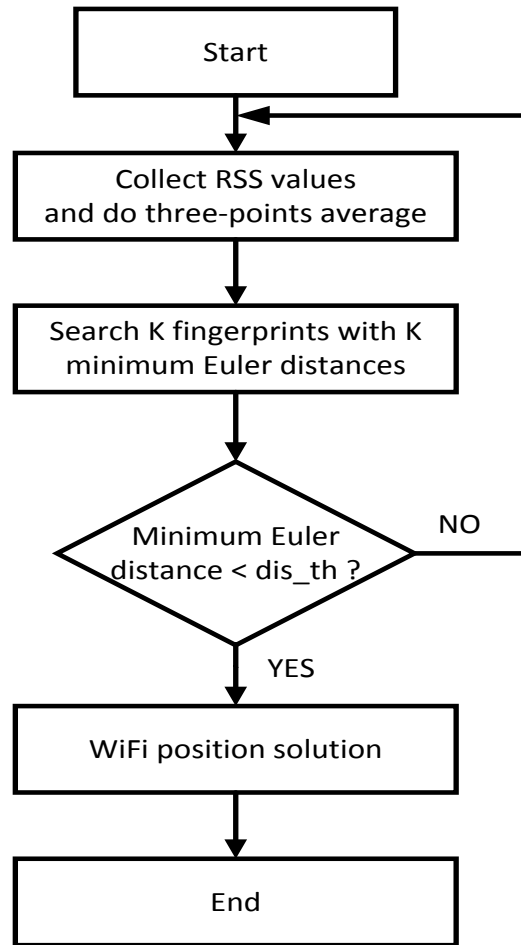 Start
Collect RSS values
and do three-points average
Search K fingerprints with K
minimum Euler distances
Minimum Euler
distance < dis_th ?
NO
YES
WiFi position solution
End